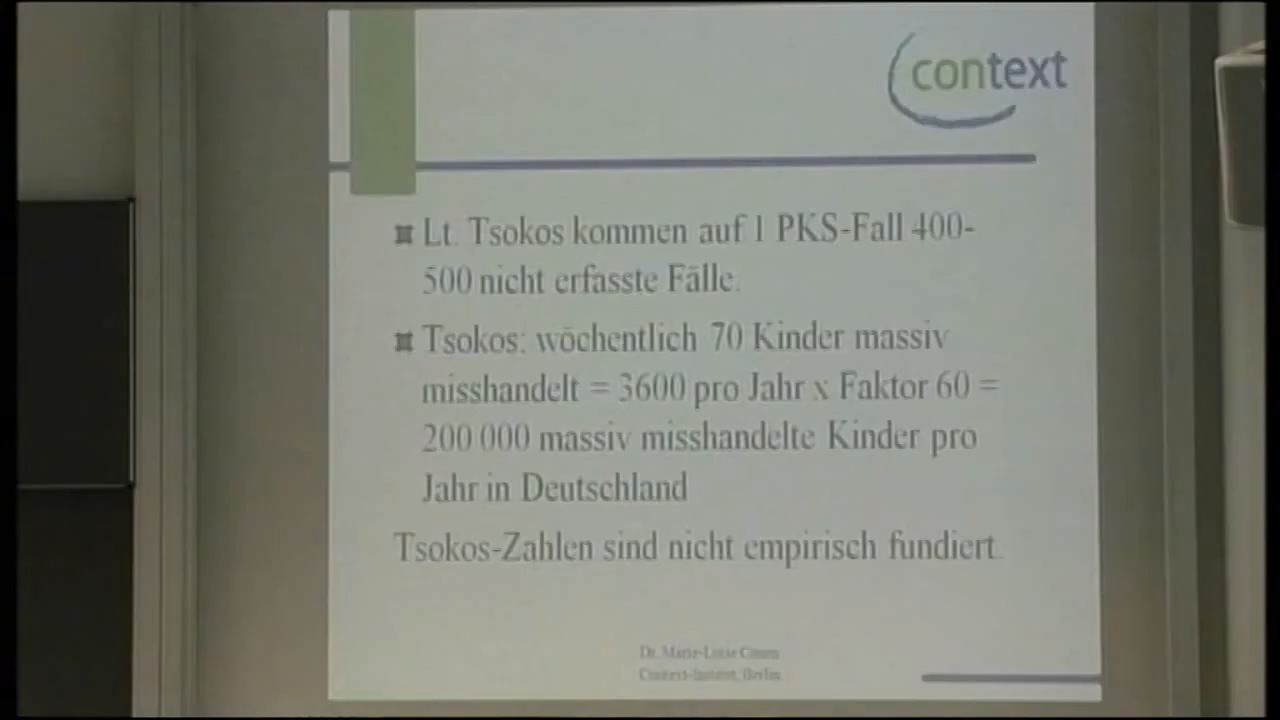 context
Lt. Tsokos kommen auf 1 PKS-Fall 400-
500 nicht erfasste Fälle.
Tsokos: wöchentlich 70 Kinder massiv
misshandelt = 3600 pro Jahr x Faktor 60 =
200 000 massiv misshandelte Kinder pro
Jahr in Deutschland
Tsokos-Zahlen sind nicht empirisch fundiert.
Dr. Marie-Luise
Context-Institut, Berlin